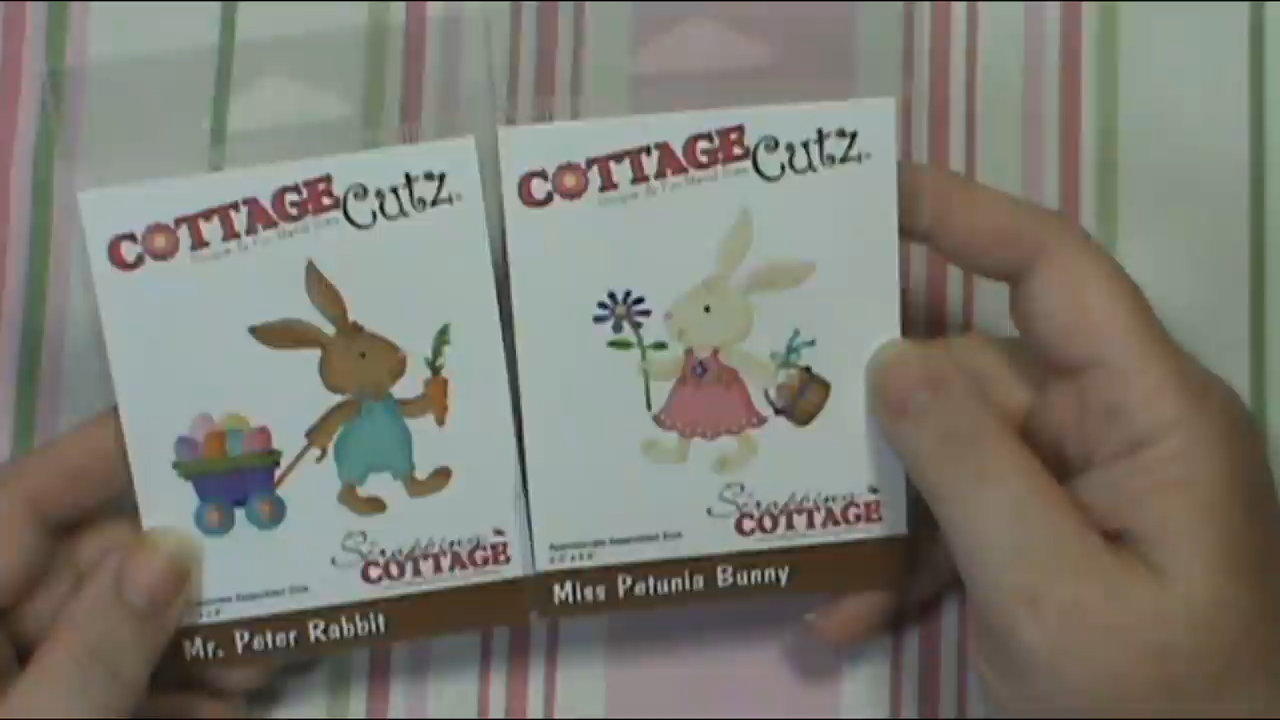 COTTAGE Cutz
Scrapping
COTTAGE
Mr. Peter Rabbit
COTTAGE Cutz
Scrapping
COTTAGE
Miss Petunia Bunny